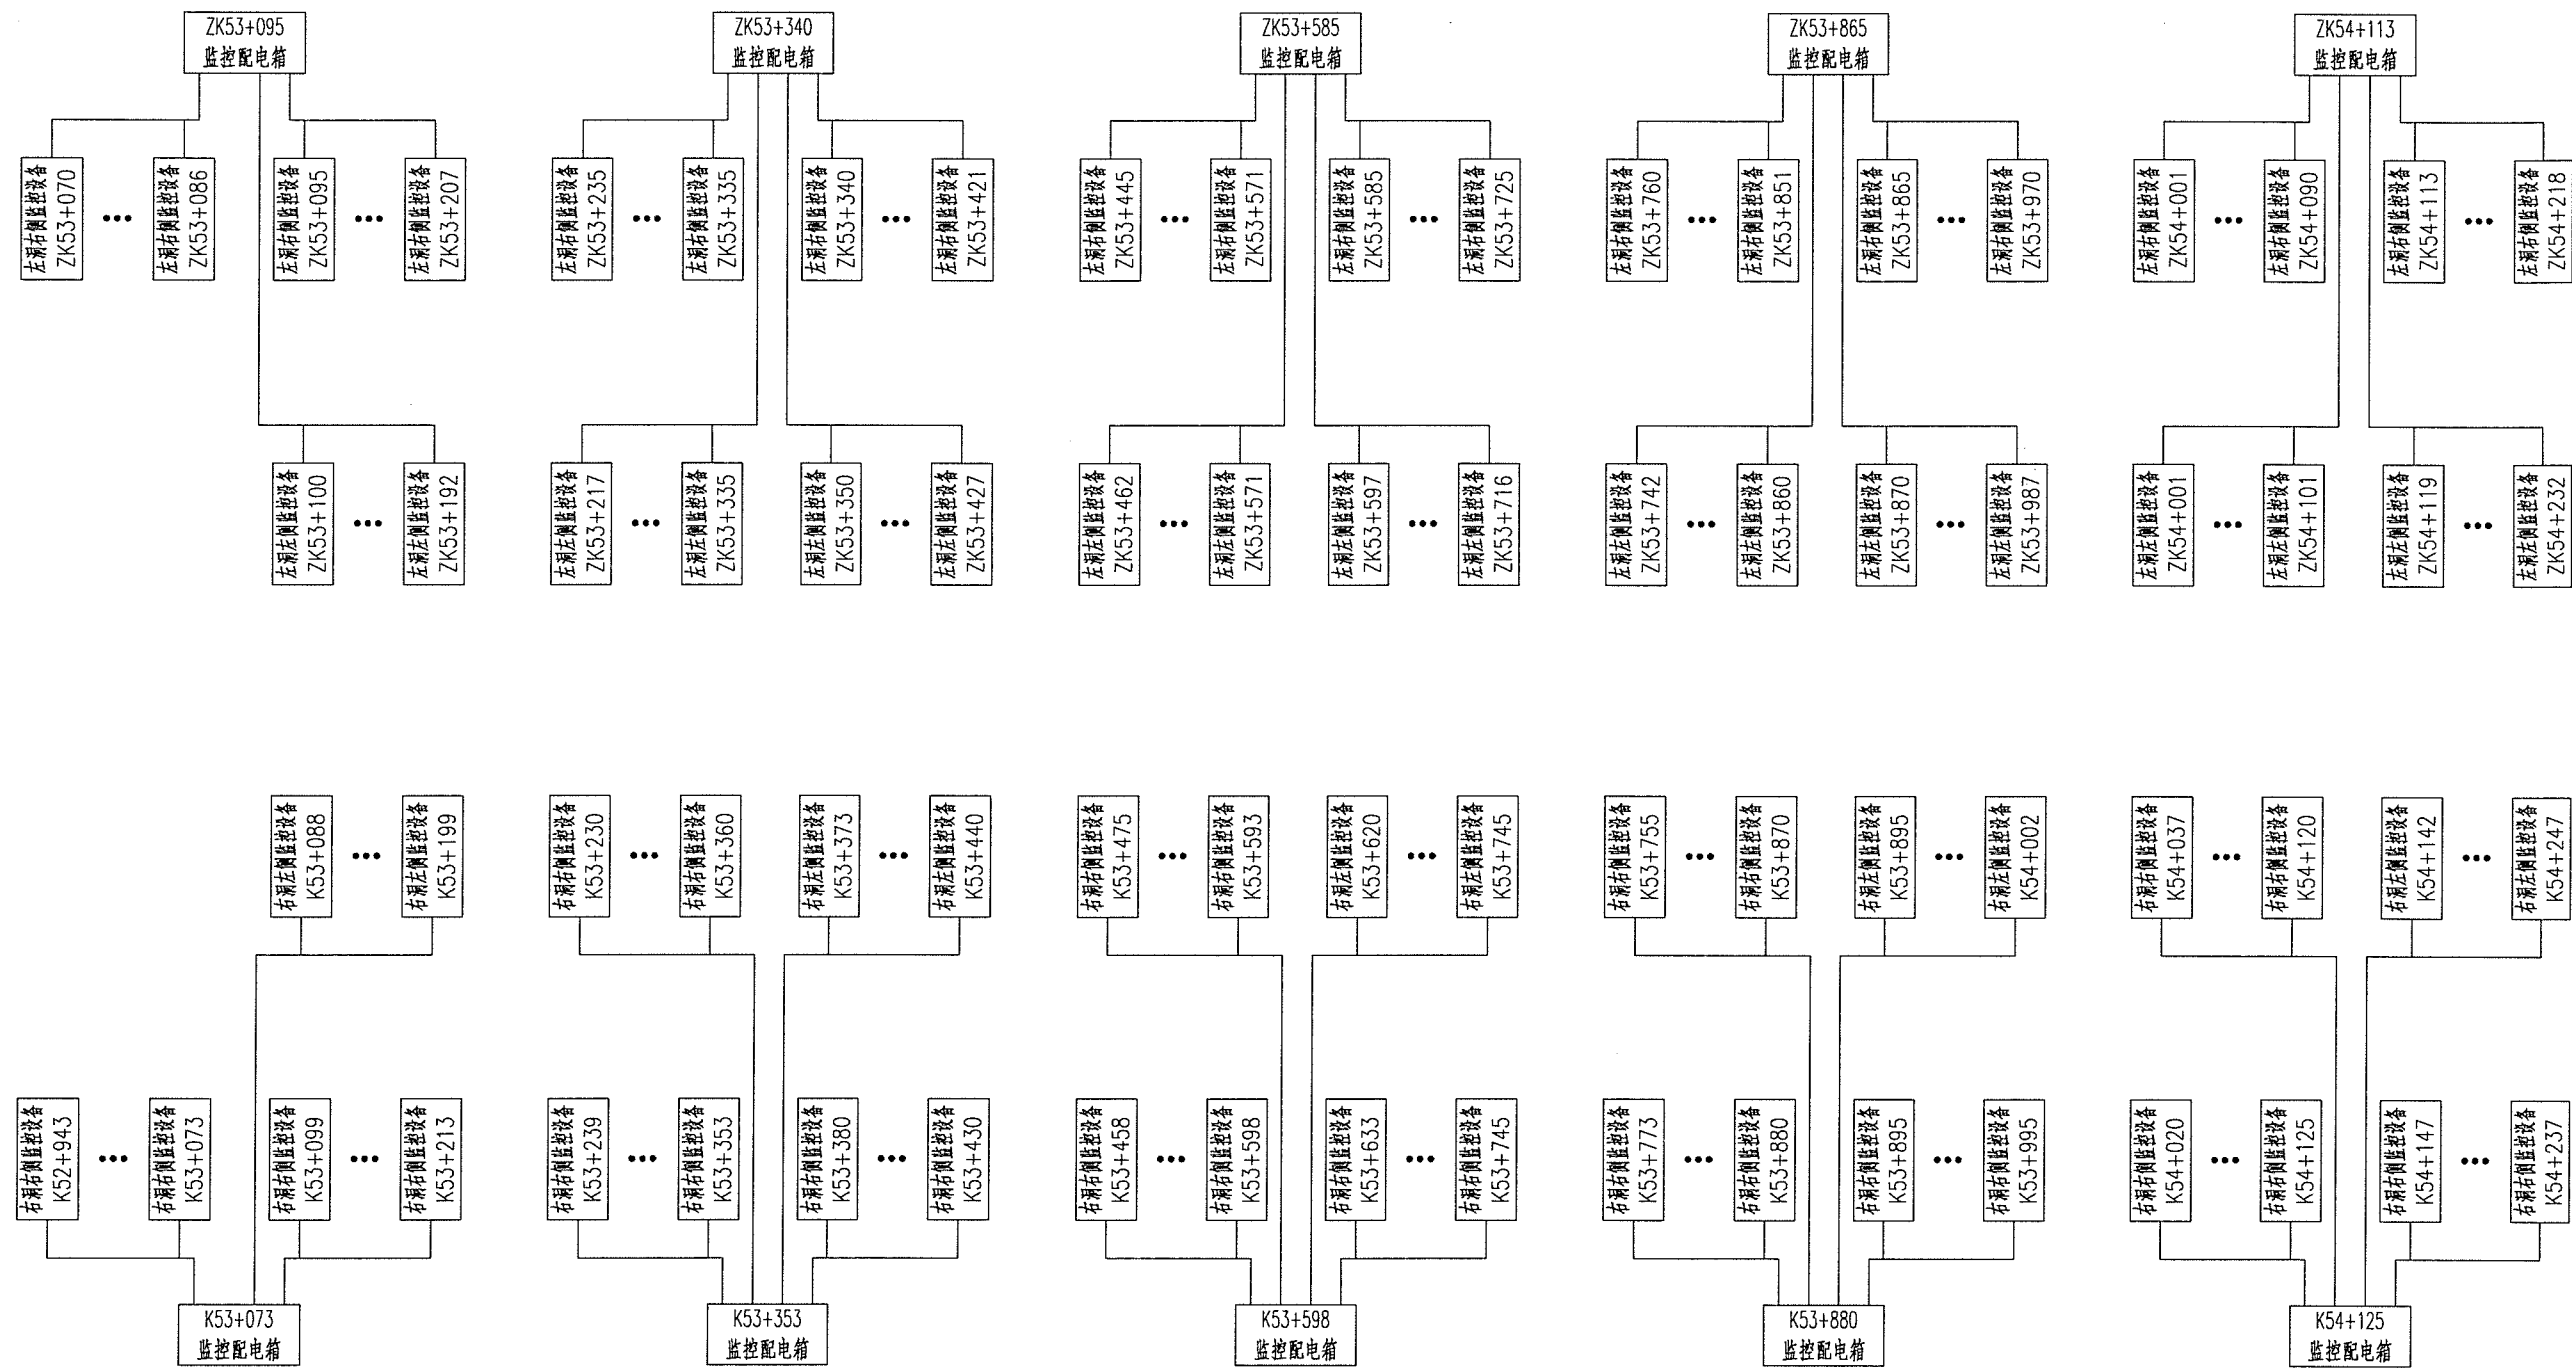 ZK53+095
监控配电箱
ZK53+340
监控配电箱
ZK53+585
监控配电箱
ZK53+865
监控配电箱
ZK54+113
监控配电箱
左洞右侧监控设备
ZK53+070
左洞右侧监控设备
ZK53+086
左洞右侧监控设备
ZK53+095
左洞右侧监控设备
ZK53+207
左洞右侧监控设备
ZK53+235
左洞右侧监控设备
ZK53+335
左洞右侧监控设备
ZK53+340
左洞右侧监控设备
ZK53+421
左洞右侧监控设备
ZK53+445
左洞右侧监控设备
ZK53+571
左洞右侧监控设备
ZK53+585
左洞右侧监控设备
ZK53+725
左洞右侧监控设备
ZK53+760
左洞右侧监控设备
ZK53+851
左洞右侧监控设备
ZK53+865
左洞右侧监控设备
ZK53+970
左洞右侧监控设备
ZK54+001
左洞右侧监控设备
ZK54+090
左洞右侧监控设备
ZK54+113
左洞右侧监控设备
ZK54+218
左洞左侧监控设备
ZK53+100
左洞左侧监控设备
ZK53+192
左洞左侧监控设备
ZK53+217
左洞左侧监控设备
ZK53+335
左洞左侧监控设备
ZK53+350
左洞左侧监控设备
ZK53+427
左洞左侧监控设备
ZK53+462
左洞左侧监控设备
ZK53+571
左洞左侧监控设备
ZK53+597
左洞左侧监控设备
ZK53+716
左洞左侧监控设备
ZK53+742
左洞左侧监控设备
ZK53+860
左洞左侧监控设备
ZK53+870
左洞左侧监控设备
ZK53+987
左洞左侧监控设备
ZK54+001
左洞左侧监控设备
ZK54+101
左洞左侧监控设备
ZK54+119
左洞左侧监控设备
ZK54+232
右洞左侧监控设备
K53+088
右洞左侧监控设备
K53+199
右洞右侧监控设备
K53+230
右洞右侧监控设备
K53+360
右洞左侧监控设备
K53+373
右洞左侧监控设备
K53+440
右洞右侧监控设备
K53+475
右洞右侧监控设备
K53+593
右洞左侧监控设备
K53+620
右洞左侧监控设备
K53+745
右洞右侧监控设备
K53+755
右洞右侧监控设备
K53+870
右洞左侧监控设备
K53+895
右洞左侧监控设备
K54+002
右洞右侧监控设备
K54+037
右洞右侧监控设备
K54+120
右洞左侧监控设备
K54+142
右洞左侧监控设备
K54+247
右洞右侧监控设备
K52+943
右洞右侧监控设备
K53+073
右洞右侧监控设备
K53+099
右洞右侧监控设备
K53+213
右洞右侧监控设备
K53+239
右洞右侧监控设备
K53+353
右洞右侧监控设备
K53+380
右洞右侧监控设备
K53+430
右洞右侧监控设备
K53+458
右洞右侧监控设备
K53+598
右洞右侧监控设备
K53+633
右洞右侧监控设备
K53+745
右洞右侧监控设备
K53+773
右洞右侧监控设备
K53+880
右洞右侧监控设备
K53+895
右洞右侧监控设备
K53+995
右洞右侧监控设备
K54+020
右洞右侧监控设备
K54+125
右洞右侧监控设备
K54+147
右洞右侧监控设备
K54+237
K53+073
监控配电箱
K53+353
监控配电箱
K53+598
监控配电箱
K53+880
监控配电箱
K54+125
监控配电箱